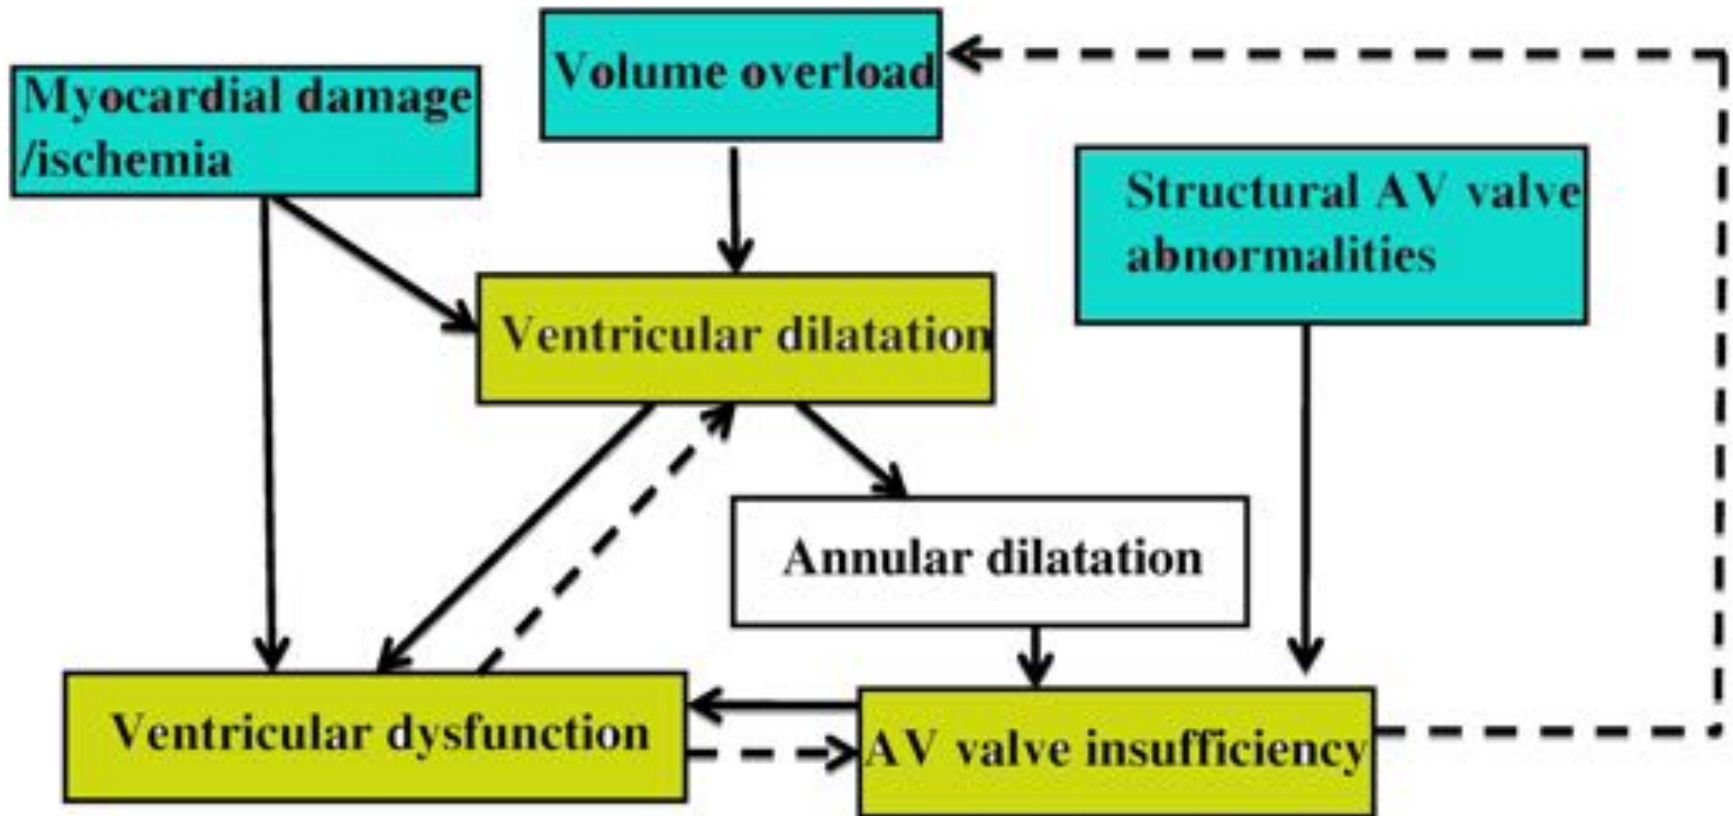 Volume overload
Myocardial damage
/ischemia
Structural AV valve
abnormalities
Ventricular dilatation
Annular dilatation
Ventricular dysfunction
AV valve insufficiency